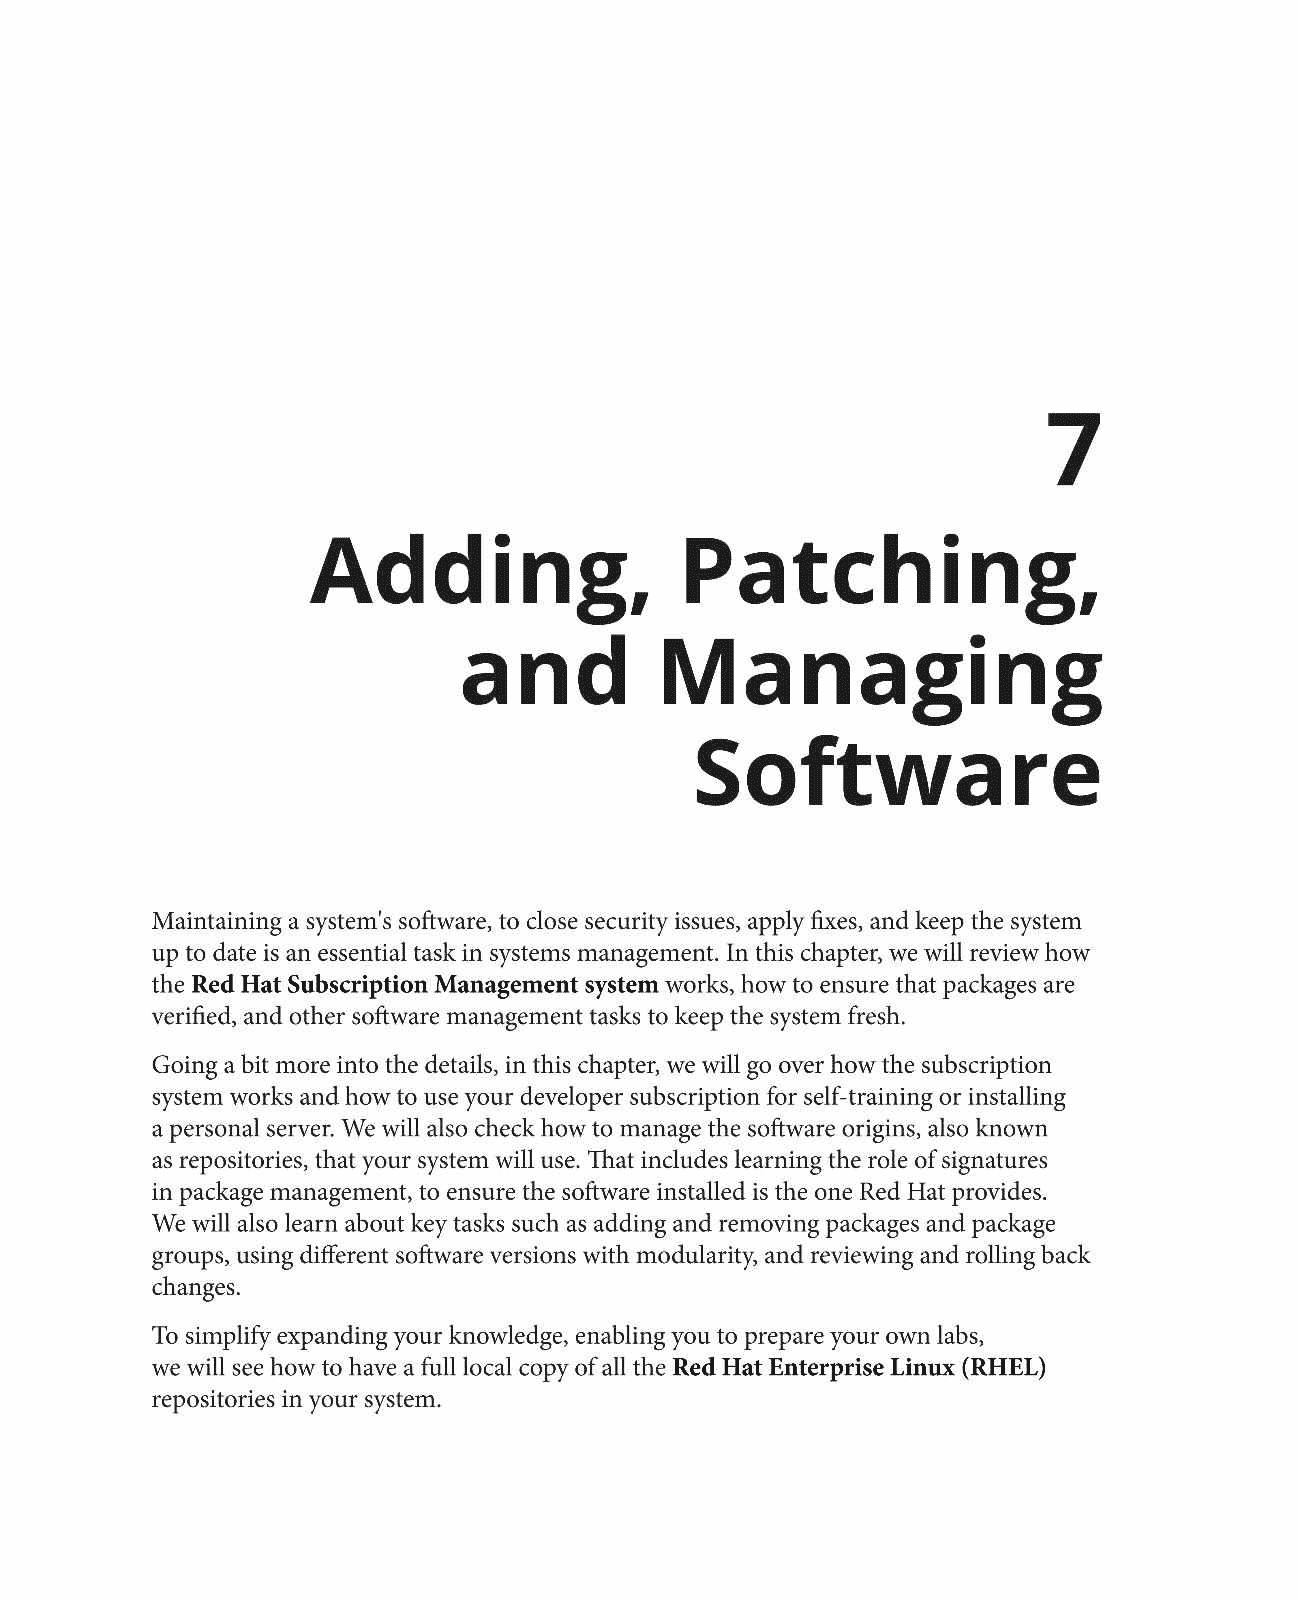 7
Adding, Patching,
and Managing
Software
Maintaining a system's software, to close security issues, apply fixes, and keep the system
up to date is an essential task in systems management. In this chapter, we will review how
the Red Hat Subscription Management system works, how to ensure that packages are
verified, and other software management tasks to keep the system fresh.
Going a bit more into the details, in this chapter, we will go over how the subscription
system works and how to use your developer subscription for self-training or installing
a personal server. We will also check how to manage the software origins, also known
as repositories, that your system will use. That includes learning the role of signatures
in package management, to ensure the software installed is the one Red Hat provides.
We will also learn about key tasks such as adding and removing packages and package
groups, using different software versions with modularity, and reviewing and rolling back
changes.
To simplify expanding your knowledge, enabling you to prepare your own labs,
we will see how to have a full local copy of all the Red Hat Enterprise Linux (RHEL)
repositories in your system.